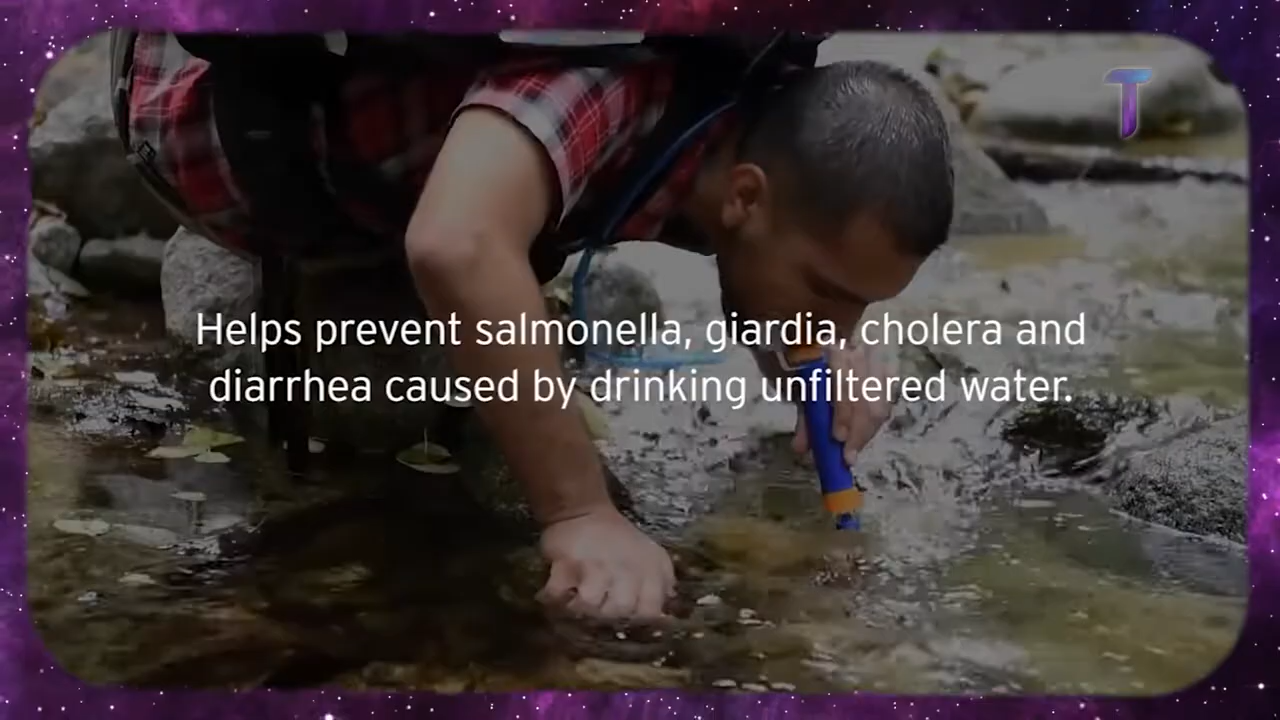 T
Helps prevent salmonella, giardia, cholera and
diarrhea caused by drinking unfiltered water.